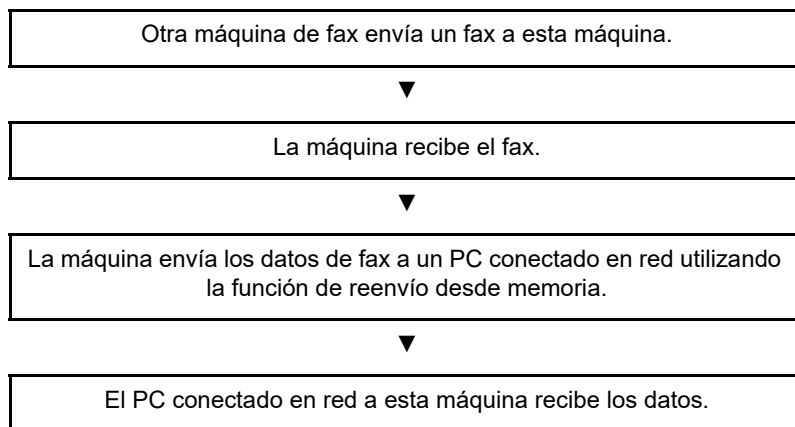 Otra máquina de fax envía un fax a esta máquina.
▼
La máquina recibe el fax.
▼
La máquina envía los datos de fax a un PC conectado en red utilizando
la función de reenvío desde memoria.
▼
El PC conectado en red a esta máquina recibe los datos.